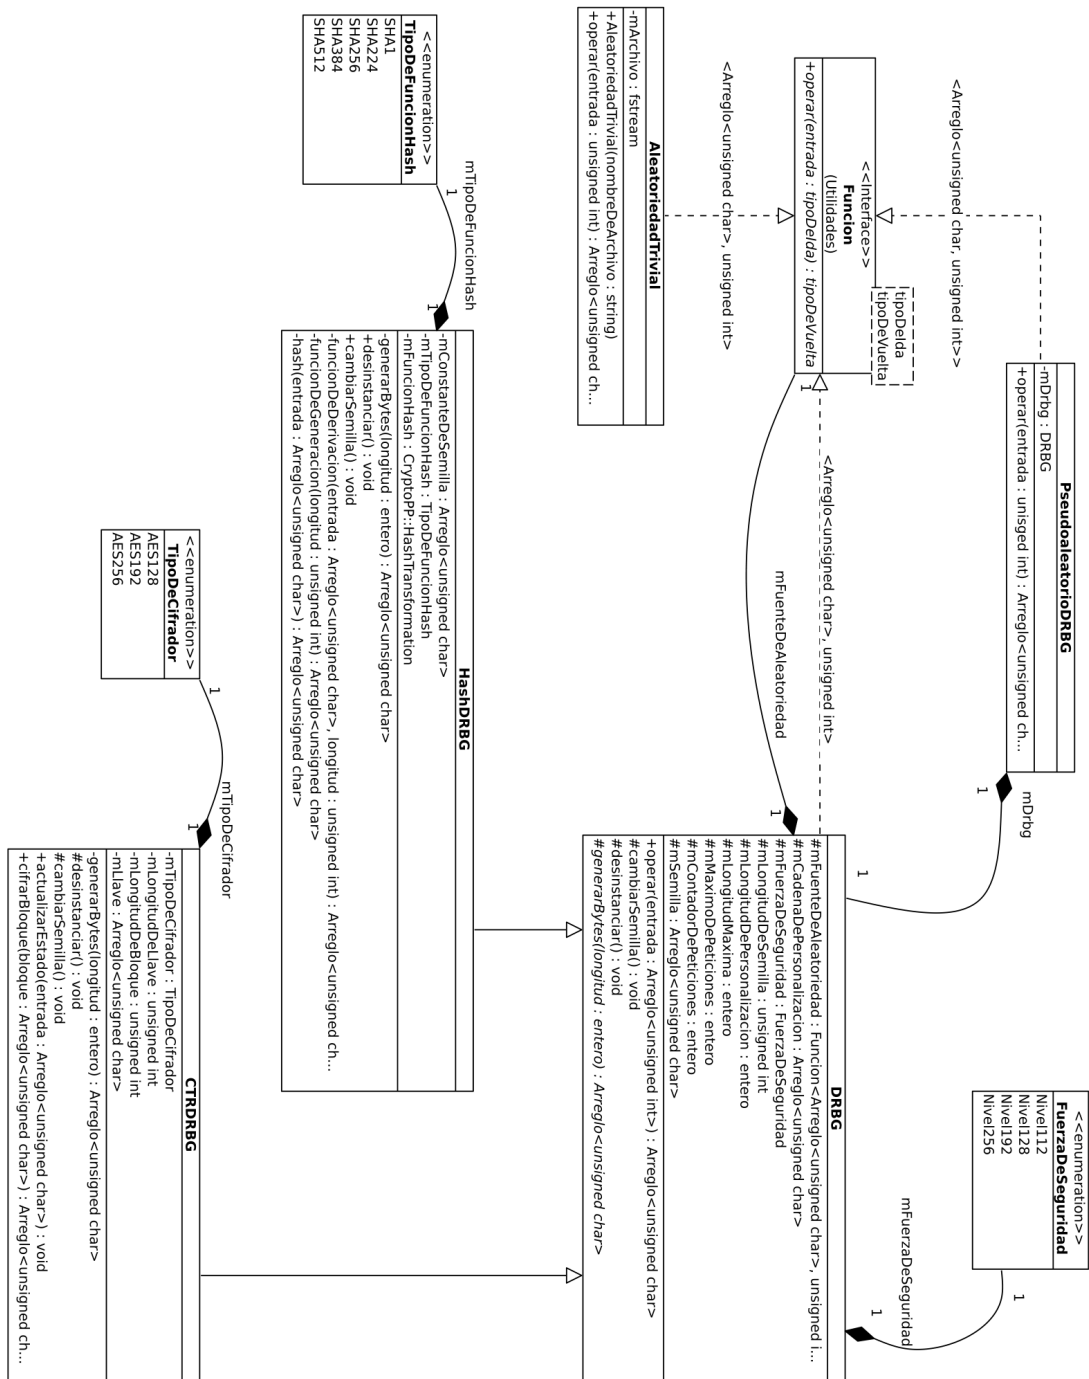 <<Interface>>
Funcion
(Utilidades)
+operar(entrada : tipoDeIda) : tipoDeVuelta
tipoDeIda
tipoDeVuelta
<Arreglo<unsigned char, unsigned int>>
PseudoaleatorioDRBG
-mDrbg : DRBG
+operar(entrada : unisged int) : Arreglo<unsigned ch...
mDrbg
1
1
<<enumeration>>
FuerzaDeSeguridad
Nivel112
Nivel128
Nivel192
Nivel256
1
mFuerzaDeSeguridad
1
AleatoriedadTrivial
-mArchivo : fstream
+AleatoriedadTrivial(nombreDeArchivo : string)
+operar(entrada : unsigned int) : Arreglo<unsigned ch...
<Arreglo<unsigned char>, unsigned int>
<Arreglo<unsigned char>, unsigned int>
1
mFuenteDeAleatoriedad
1
DRBG
#mFuenteDeAleatoriedad : Funcion<Arreglo<unsigned char>, unsigned i...
#mCadenaDePersonalizacion : Arreglo<unsigned char>
#mFuerzaDeSeguridad : FuerzaDeSeguridad
#mLongitudDeSemilla : unsigned int
#mLongitudDePersonalizacion : entero
#mLongitudMaxima : entero
#mMaximoDePeticiones : entero
#mContadorDePeticiones : entero
#mSemilla : Arreglo<unsigned char>
+operar(entrada : Arreglo<unsigned int>) : Arreglo<unsigned char>
#cambiarSemilla() : void
#desinstanciar() : void
#generarBytes(longitud : entero) : Arreglo<unsigned char>
<<enumeration>>
TipoDeFuncionHash
SHA1
SHA224
SHA256
SHA384
SHA512
1
mTipoDeFuncionHash
1
HashDRBG
-mConstanteDeSemilla : Arreglo<unsigned char>
-mTipoDeFuncionHash : TipoDeFuncionHash
-mFuncionHash : CryptoPP::HashTransformation
-generarBytes(longitud : entero) : Arreglo<unsigned char>
+desinstanciar() : void
+cambiarSemilla() : void
-funcionDeDerivacion(entrada : Arreglo<unsigned char>, longitud : unsigned int) : Arreglo<unsigned ch...
-funcionDeGeneracion(longitud : unsigned int) : Arreglo<unsigned char>
-hash(entrada : Arreglo<unsigned char>) : Arreglo<unsigned char>
<<enumeration>>
TipoDeCifrador
AES128
AES192
AES256
1
mTipoDeCifrador
1
CTRDRBG
-mTipoDeCifrador : TipoDeCifrador
-mLongitudDeLlave : unsigned int
-mLongitudDeBloque : unsigned int
-mLlave : Arreglo<unsigned char>
-generarBytes(longitud : entero) : Arreglo<unsigned char>
#desinstanciar() : void
#cambiarSemilla() : void
+actualizarEstado(entrada : Arreglo<unsigned char>) : void
+cifrarBloque(bloque : Arreglo<unsigned char>) : Arreglo<unsigned ch...